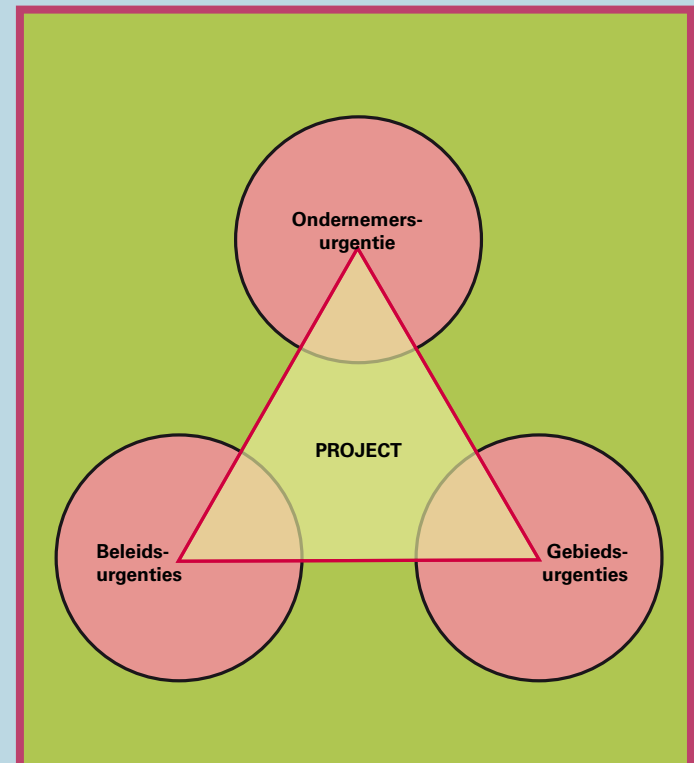 Ondernemers-
urgentie
PROJECT
Beleids-
urgenties
Gebieds-
urgenties